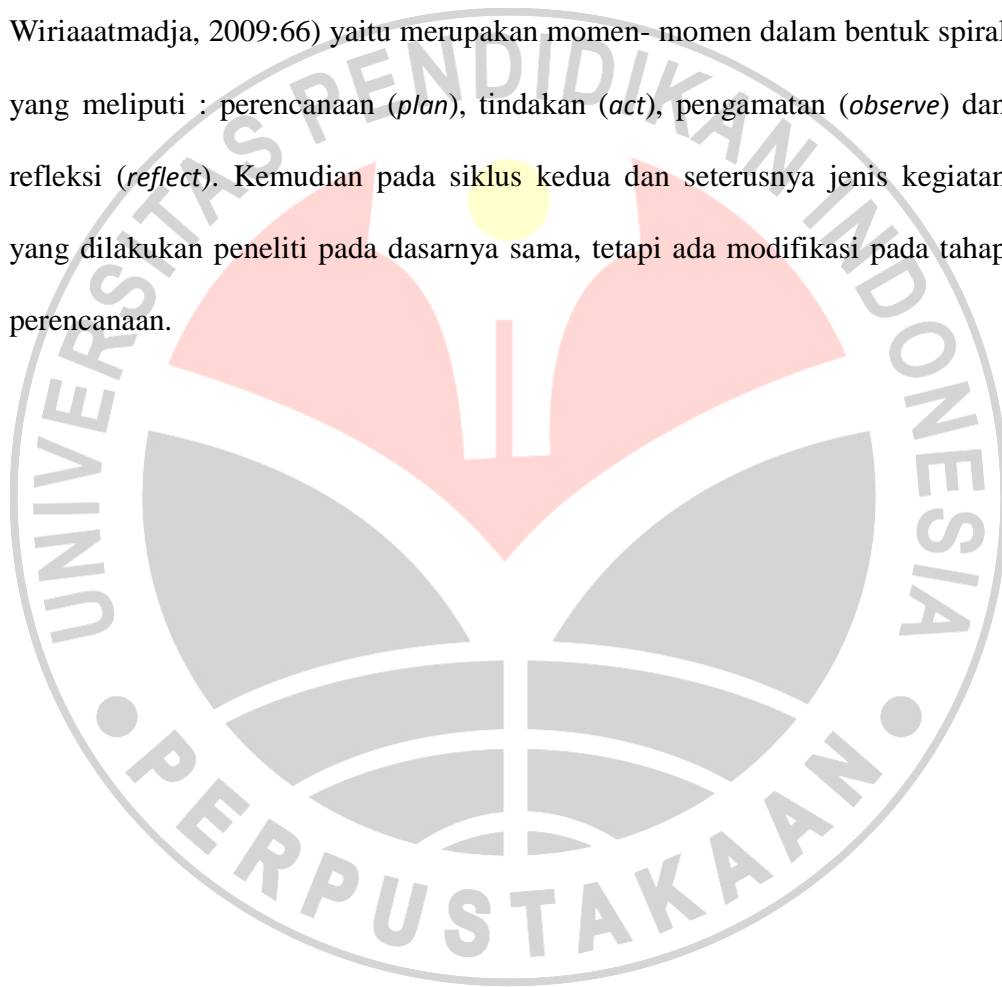 Wiriaaatmadja, 2009:66) yaitu merupakan momen- momen dalam bentuk spiral
yang meliputi : perencanaan (plan), tindakan (act), pengamatan (observe) dan
refleksi (reflect). Kemudian pada siklus kedua dan seterusnya jenis kegiatan
yang dilakukan peneliti pada dasarnya sama, tetapi ada modifikasi pada tahap
perencanaan.
UNIVERSITAS PENDIDIKAN INDONESIA
PERPUSTAKAAN